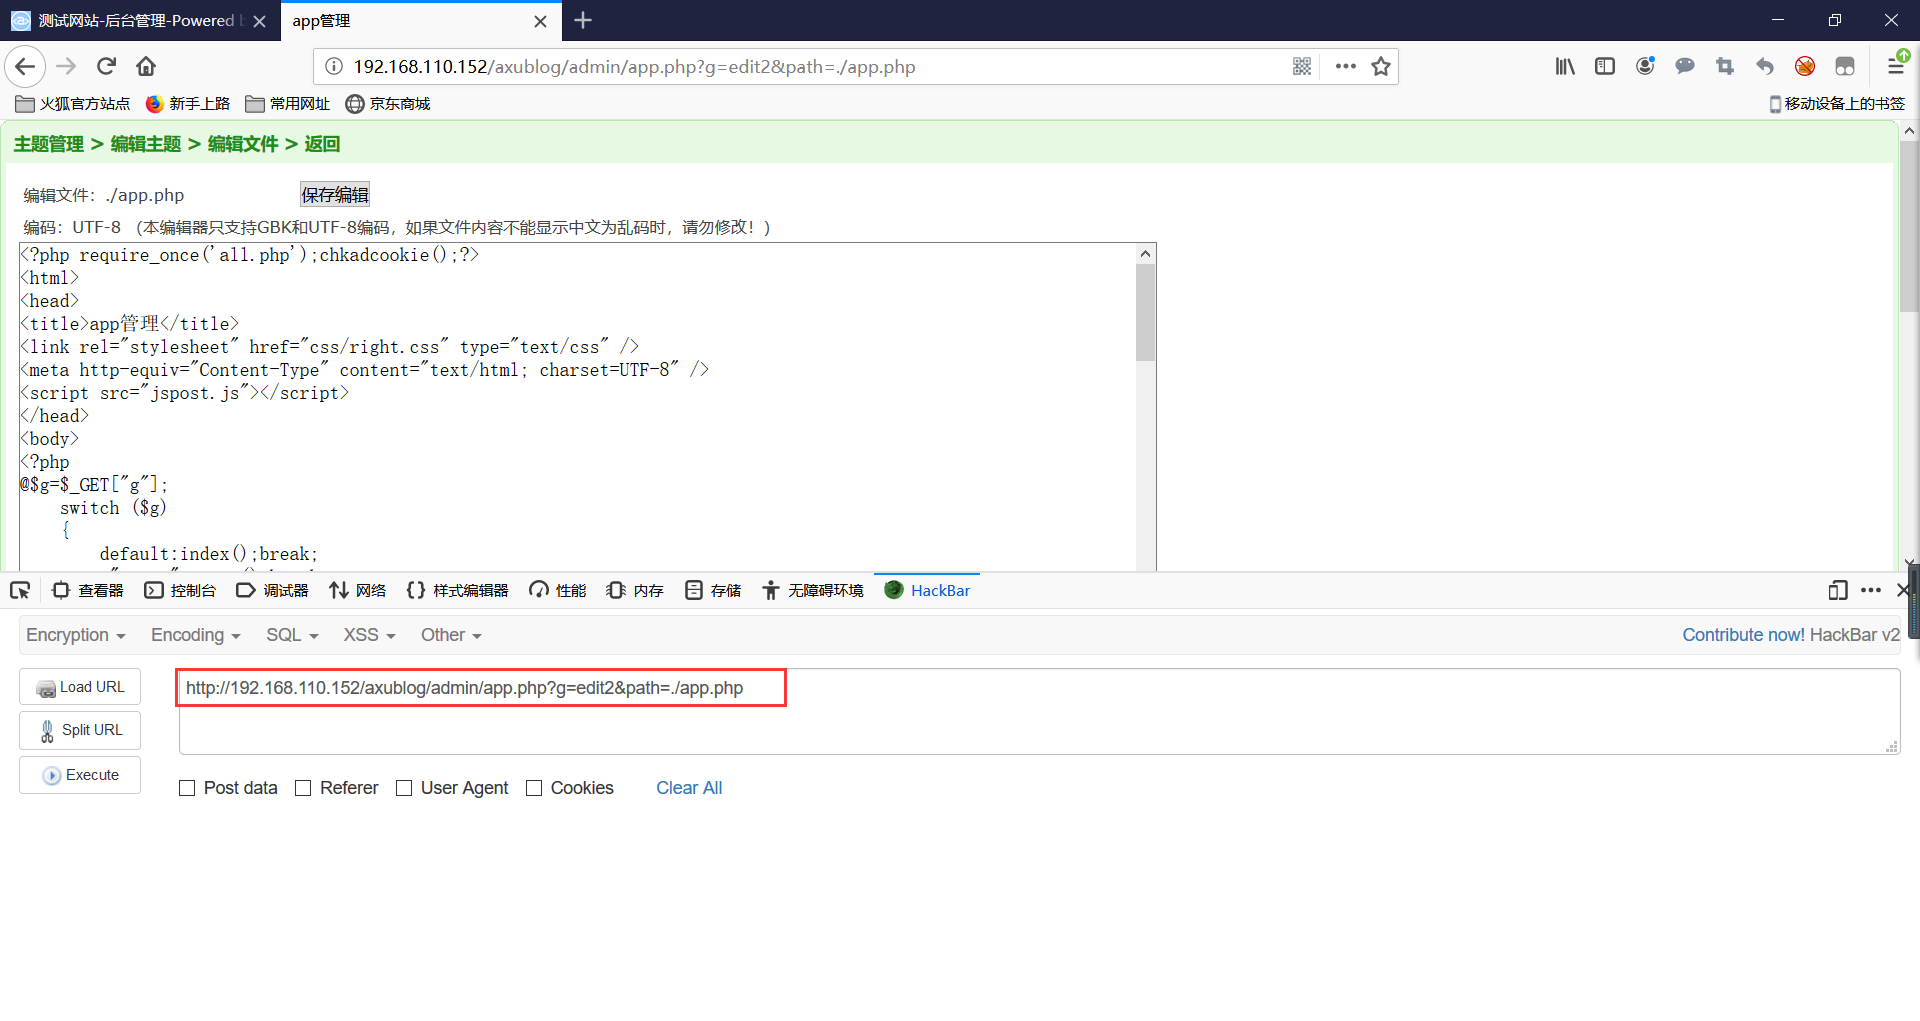 测试网站-后台管理-Powered b
app管理
192.168.110.152/axublog/admin/app.php?g=edit2&path=./app.php
火狐官方站点 新手上路 常用网址 京东商城 移动设备上的书签
主题管理 > 编辑主题 > 编辑文件 > 返回
编辑文件：./app.php 保存编辑
编码：UTF-8 （本编辑器只支持GBK和UTF-8编码，如果文件内容不能显示中文为乱码时，请勿修改！）
<?php require_once('all.php');chkadcookie();?>
<html>
<head>
<title>app管理</title>
<link rel="stylesheet" href="css/right.css" type="text/css" />
<meta http-equiv="Content-Type" content="text/html; charset=UTF-8" />
<script src="jspost.js"></script>
</head>
<body>
<?php
@$g=$_GET["g"];
switch ($g)
{
default:index();break;
查看器 控制台 调试器 网络 样式编辑器 性能 内存 存储 无障碍环境 HackBar
Encryption Encoding SQL XSS Other Contribute now! HackBar v2
Load URL
http://192.168.110.152/axublog/admin/app.php?g=edit2&path=./app.php
Split URL
Execute
Post data Referer User Agent Cookies Clear All